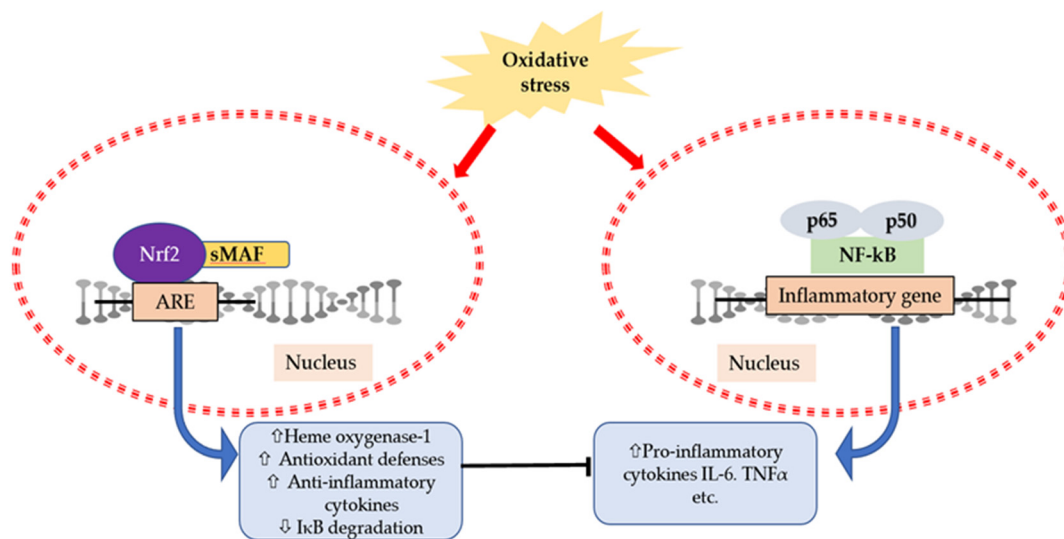 Oxidative
stress
Nrf2
sMAF
ARE
Nucleus
p65
p50
NF-kB
Inflammatory gene
Nucleus
⇧Heme oxygenase-1
⇧ Antioxidant defenses
⇧ Anti-inflammatory
cytokines
⇩ IκB degradation
⇧Pro-inflammatory
cytokines IL-6. TNFα
etc.